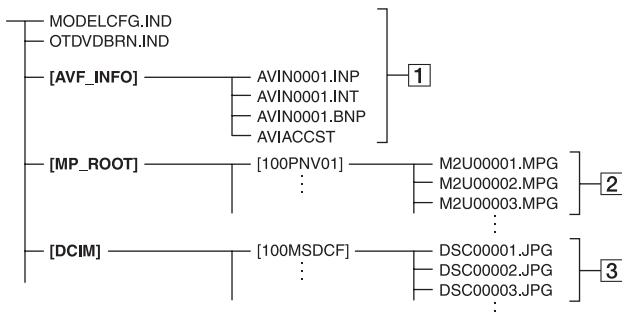 MODELCFG.IND
OTDVDBRN.IND
[AVF_INFO]
AVIN0001.INP
AVIN0001.INT
AVIN0001.BNP
AVIACCST
1
[MP_ROOT]
[100PNV01]
M2U00001.MPG
M2U00002.MPG
M2U00003.MPG
2
[DCIM]
[100MSDCF]
DSC00001.JPG
DSC00002.JPG
DSC00003.JPG
3